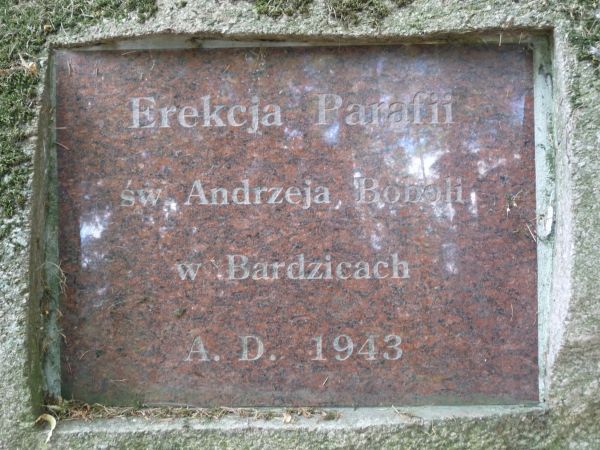 Erekcja Parafii
św. Andrzeja Boboli
w Bardzicach
A. D. 1943